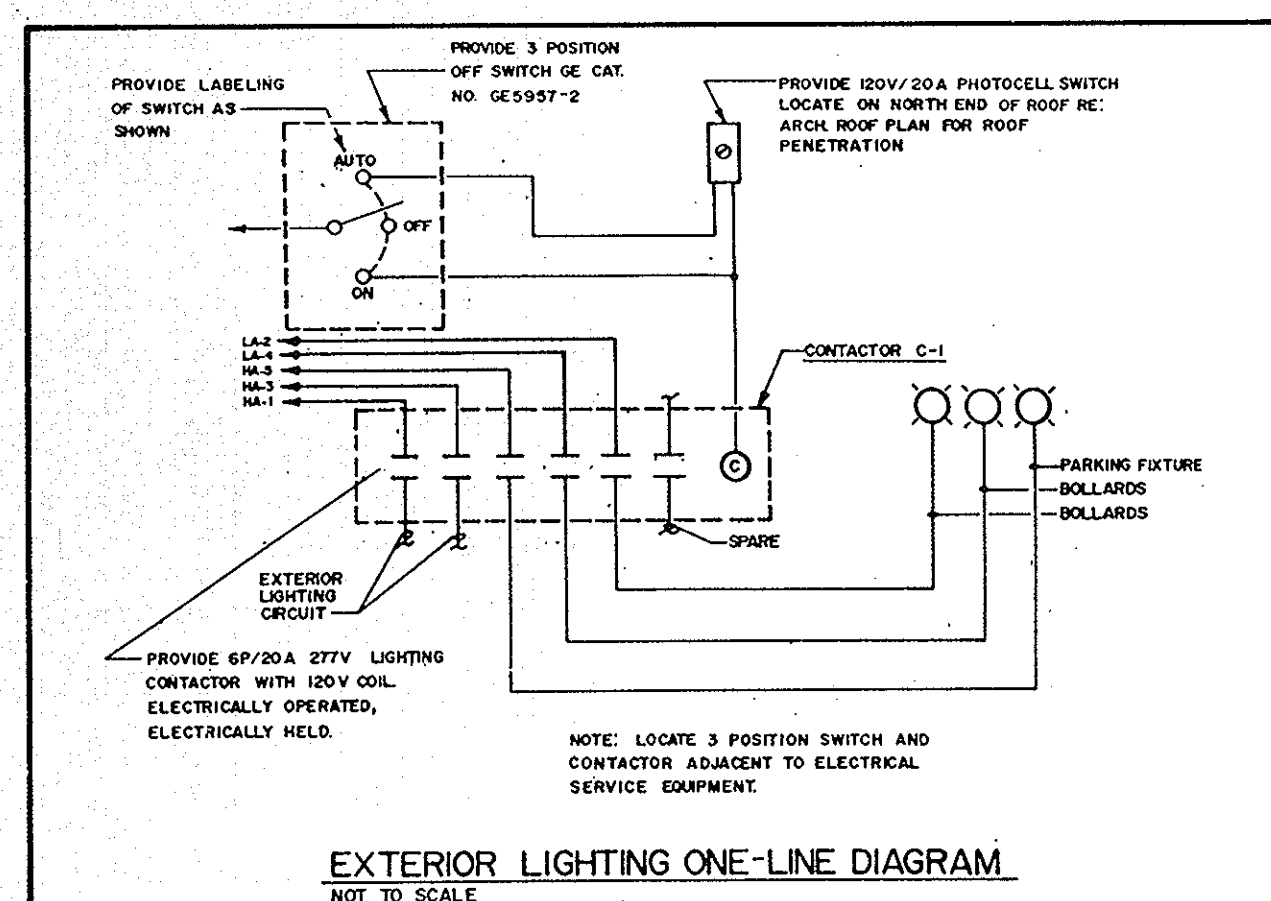 PROVIDE 3 POSITION
OFF SWITCH GE CAT.
NO. GE5957-2
PROVIDE LABELING
OF SWITCH AS
SHOWN
PROVIDE 120V/20A PHOTOCELL SWITCH
LOCATE ON NORTH END OF ROOF RE:
ARCH. ROOF PLAN FOR ROOF
PENETRATION
AUTO
OFF
ON
LA-2
LA-4
HA-5
HA-3
HA-1
CONTACTOR C-1
C
PARKING FIXTURE
BOLLARDS
BOLLARDS
SPARE
EXTERIOR
LIGHTING
CIRCUIT
PROVIDE 6P/20A 277V LIGHTING
CONTACTOR WITH 120V COIL
ELECTRICALLY OPERATED,
ELECTRICALLY HELD.
NOTE: LOCATE 3 POSITION SWITCH AND
CONTACTOR ADJACENT TO ELECTRICAL
SERVICE EQUIPMENT.
EXTERIOR LIGHTING ONE-LINE DIAGRAM
NOT TO SCALE